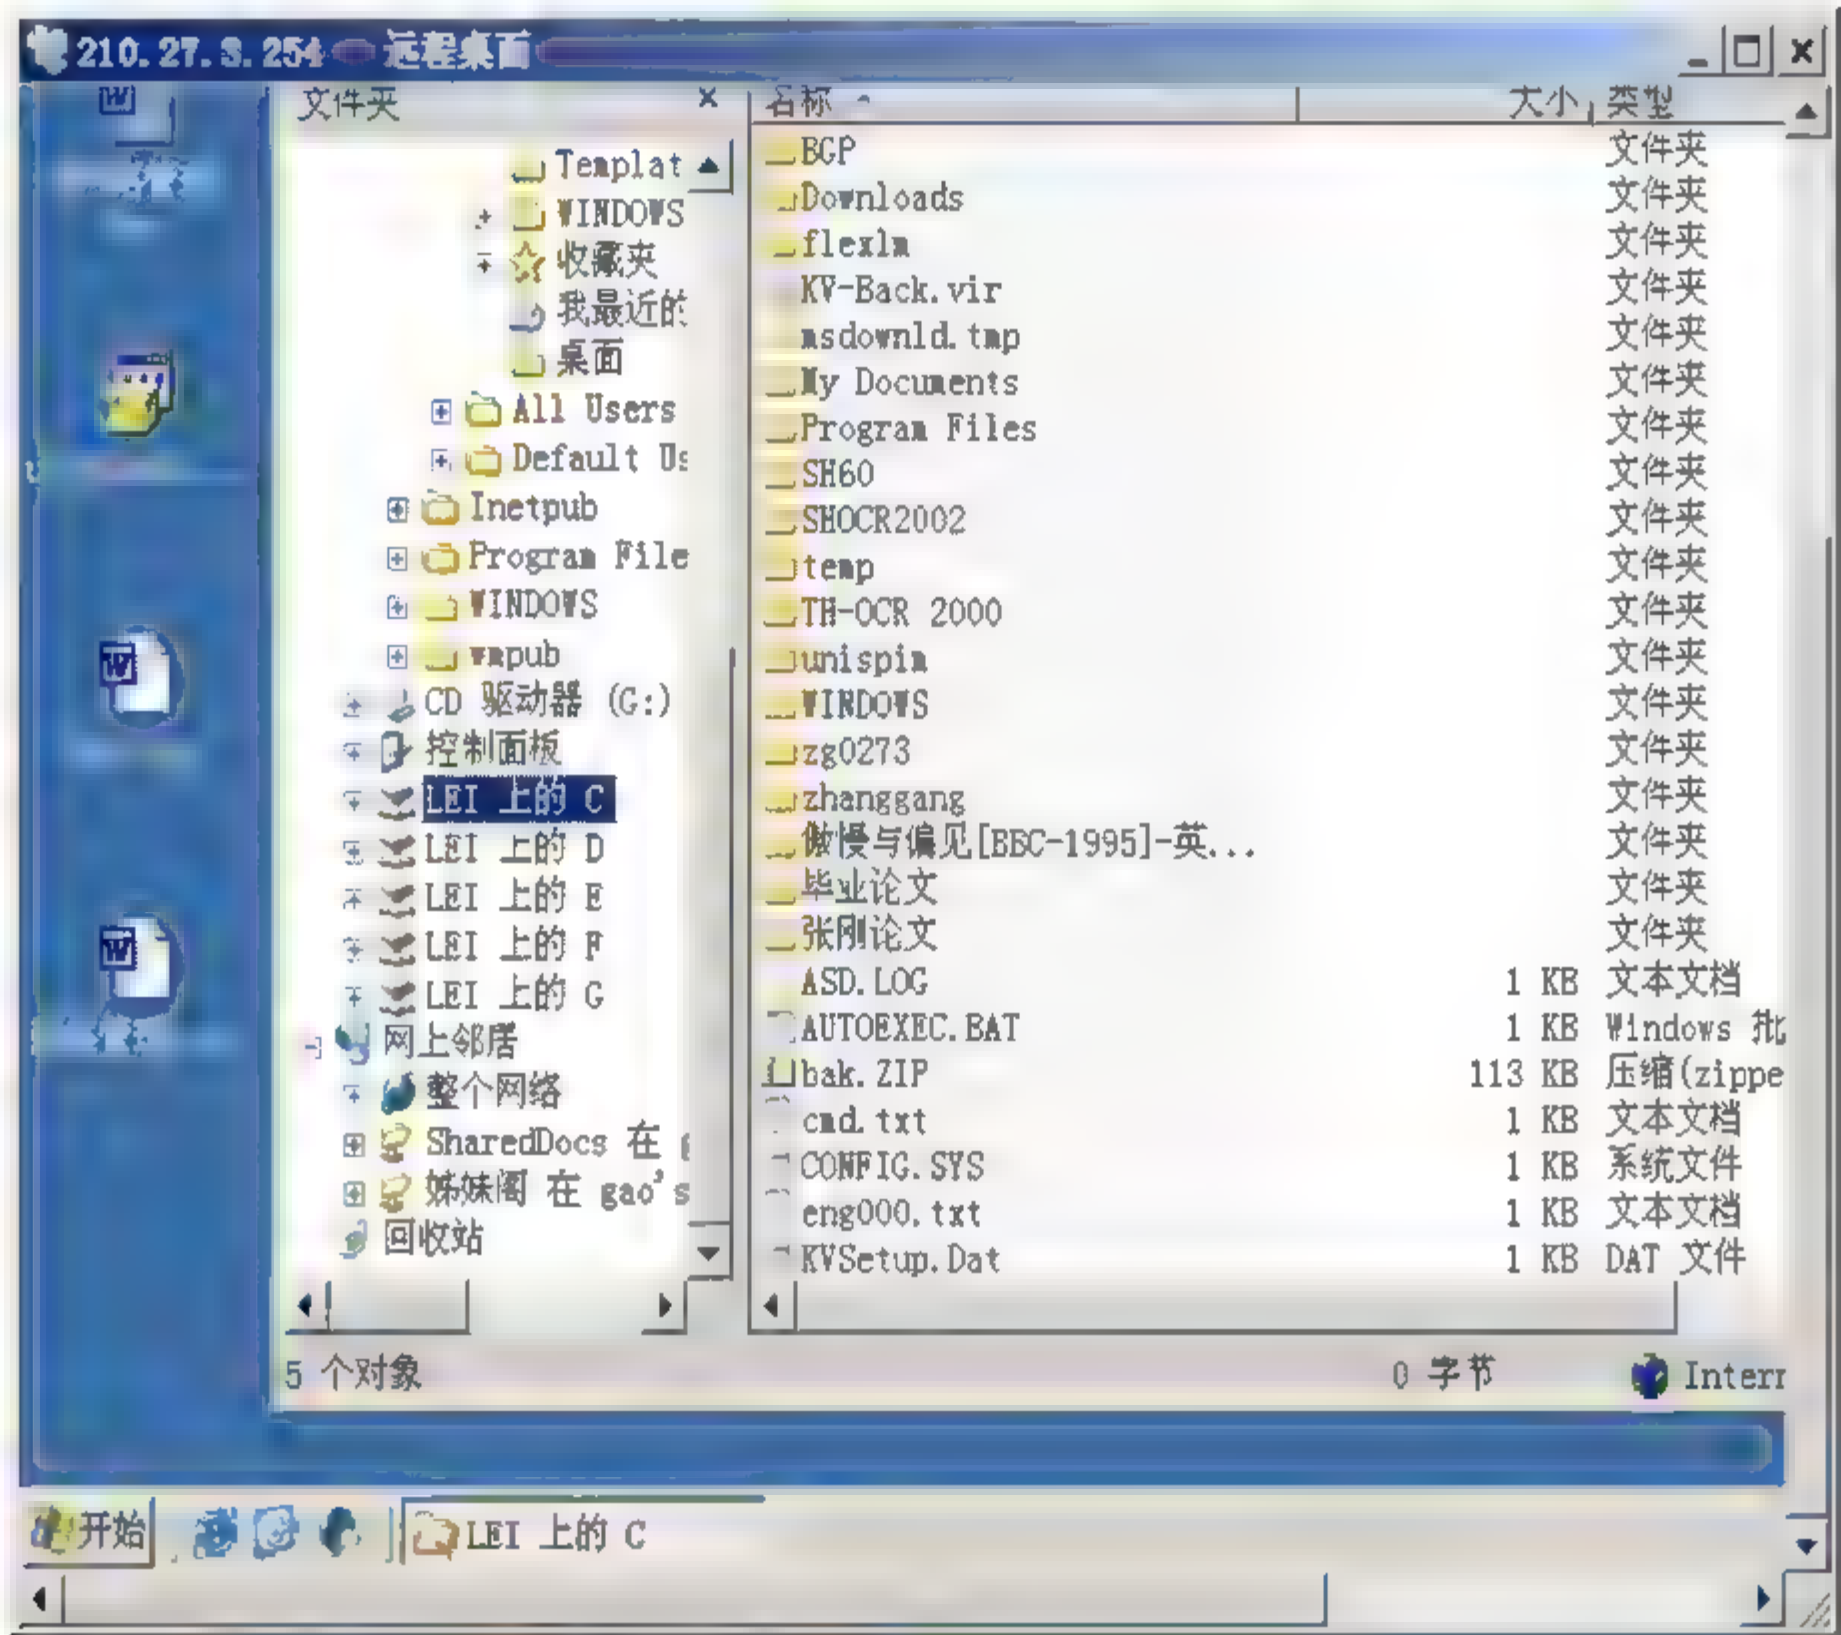 210.27.3.254 远程桌面
文件夹
Templat
WINDOWS
收藏夹
我最近的
桌面
All Users
Default Us
Inetpub
Program File
WINDOWS
wmpub
CD 驱动器 (G:)
控制面板
LEI 上的 C
LEI 上的 D
LEI 上的 E
LEI 上的 F
LEI 上的 G
网上邻居
整个网络
SharedDocs 在
姊妹阁 在 gao's
回收站
名称 大小 类型
BGP 文件夹
Downloads 文件夹
flexlm 文件夹
KV-Back.vir 文件夹
msdownld.tmp 文件夹
My Documents 文件夹
Program Files 文件夹
SH60 文件夹
SHOCR2002 文件夹
temp 文件夹
TH-OCR 2000 文件夹
unispim 文件夹
WINDOWS 文件夹
zg0273 文件夹
zhanggang 文件夹
傲慢与偏见[BBC-1995]-英... 文件夹
毕业论文 文件夹
张刚论文 文件夹
ASD.LOG 1 KB 文本文档
AUTOEXEC.BAT 1 KB Windows 批
bak.ZIP 113 KB 压缩(zippe
cmd.txt 1 KB 文本文档
CONFIG.SYS 1 KB 系统文件
eng000.txt 1 KB 文本文档
KVSetup.Dat 1 KB DAT 文件
5 个对象 0 字节 Intern
开始 LEI 上的 C